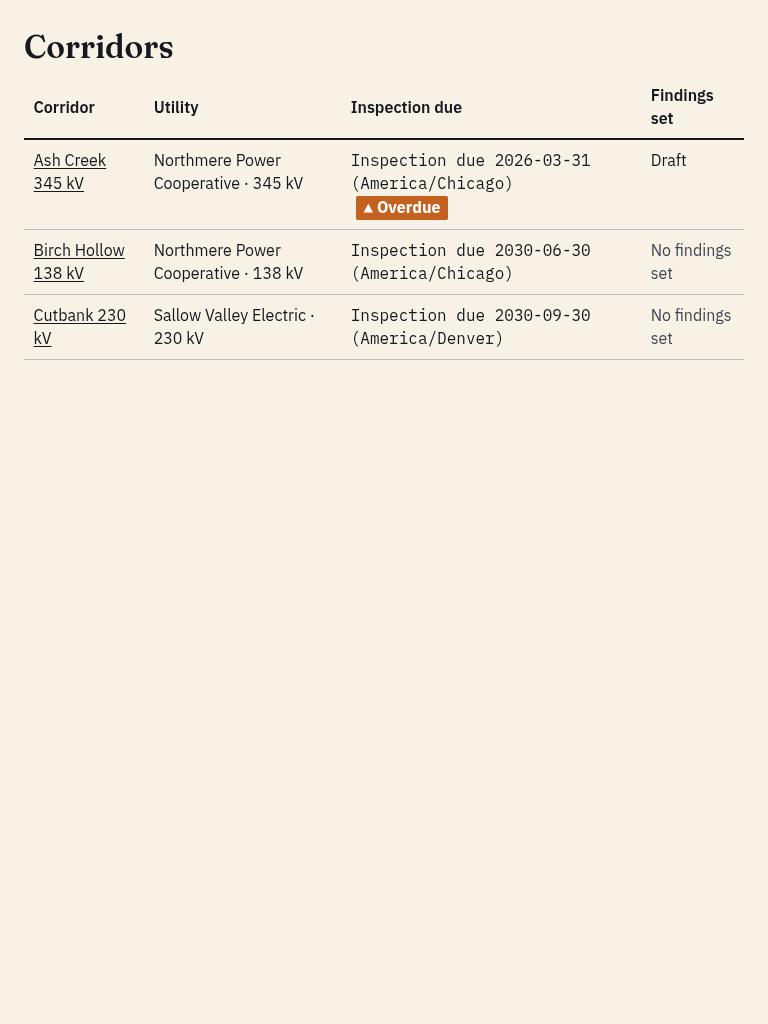 Corridors
Corridor Utility Inspection due Findings set
Ash Creek 345 kV
Northmere Power Cooperative · 345 kV
Inspection due 2026-03-31 (America/Chicago)
▲ Overdue
Draft
Birch Hollow 138 kV
Northmere Power Cooperative · 138 kV
Inspection due 2030-06-30 (America/Chicago)
No findings set
Cutbank 230 kV
Sallow Valley Electric · 230 kV
Inspection due 2030-09-30 (America/Denver)
No findings set